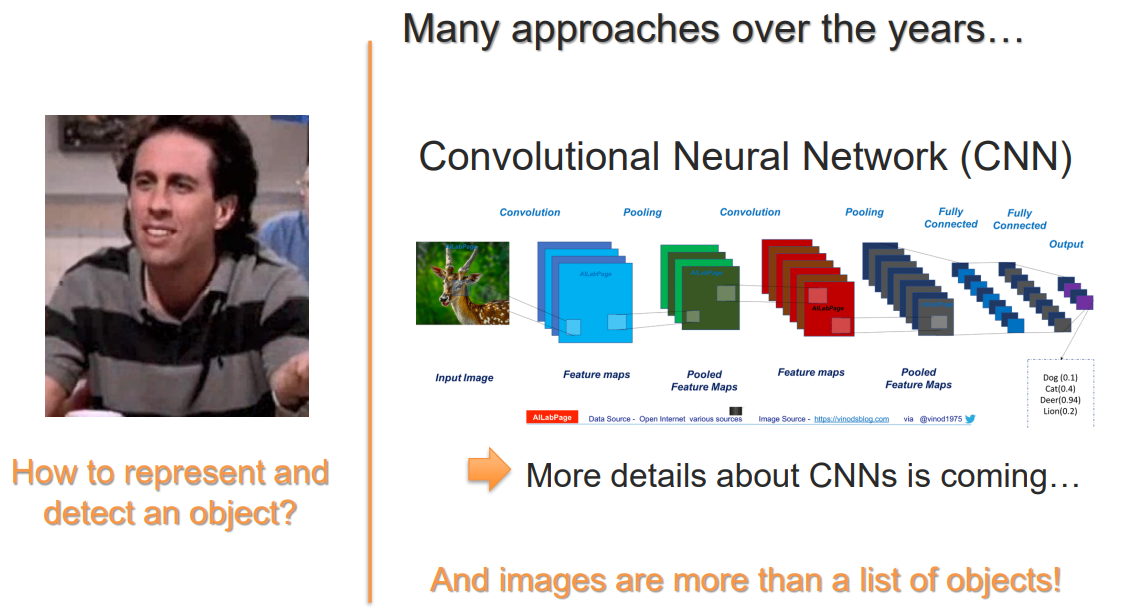 Many approaches over the years…
Convolutional Neural Network (CNN)
Convolution
Pooling
Convolution
Pooling
Fully
Connected
Fully
Connected
Output
AILabPage
AILabPage
AILabPage
AILabPage
Input Image
Feature maps
Pooled
Feature Maps
Feature maps
Pooled
Feature Maps
Dog (0.1)
Cat(0.4)
Deer(0.94)
Lion(0.2)
AILabPage
Data Source - Open Internet various sources
Image Source - https://vinodsblog.com via @vinod1975
How to represent and
detect an object?
More details about CNNs is coming…
And images are more than a list of objects!